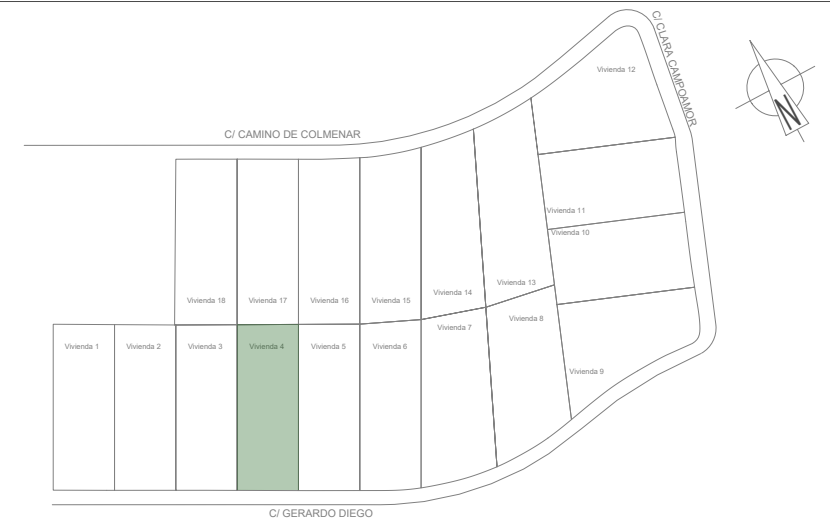 C/ CLARA CAMPOAMOR
Vivienda 12
N
C/ CAMINO DE COLMENAR
Vivienda 11
Vivienda 10
Vivienda 18
Vivienda 17
Vivienda 16
Vivienda 15
Vivienda 14
Vivienda 13
Vivienda 1
Vivienda 2
Vivienda 3
Vivienda 4
Vivienda 5
Vivienda 6
Vivienda 7
Vivienda 8
Vivienda 9
C/ GERARDO DIEGO